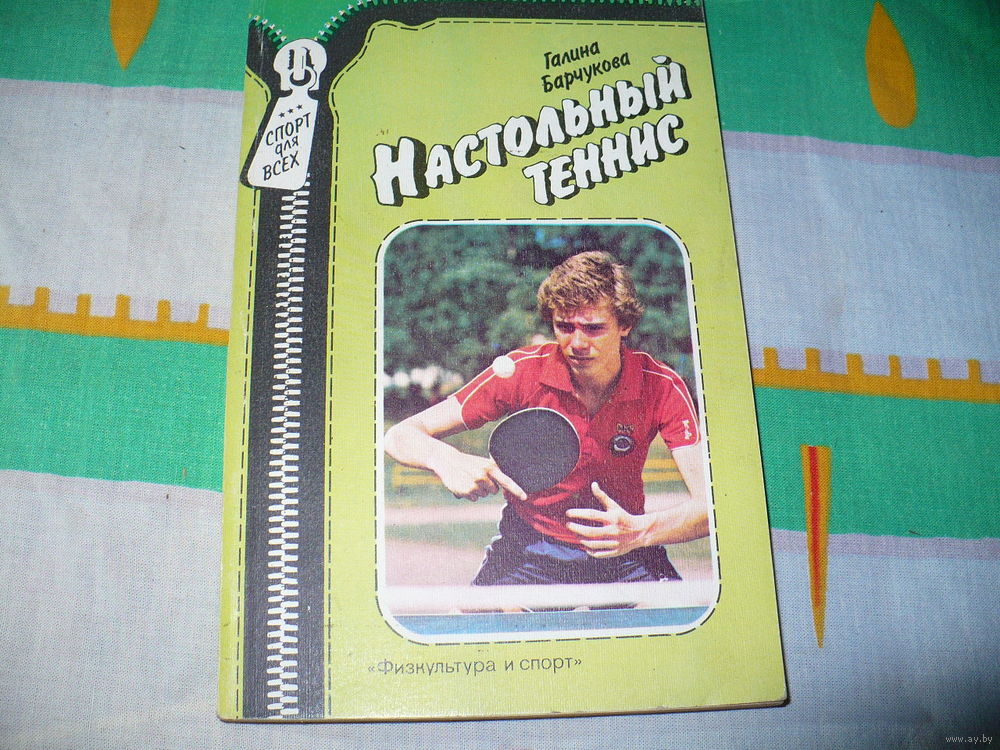 Галина
Барчукова
НАСТОЛЬНЫЙ
ТЕННИС
СПОРТ
для
ВСЕХ
«Физкультура и спорт»
www.ay.by